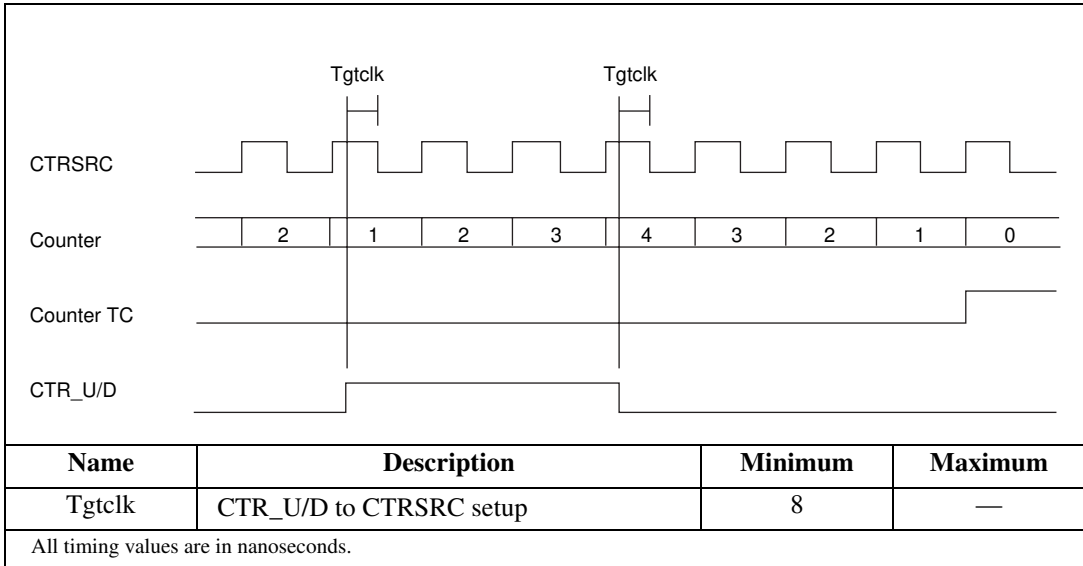 Tgtclk Tgtclk
CTRSRC
Counter 2 1 2 3 4 3 2 1 0
Counter TC
CTR_U/D
Name Description Minimum Maximum
Tgtclk CTR_U/D to CTRSRC setup 8 —
All timing values are in nanoseconds.